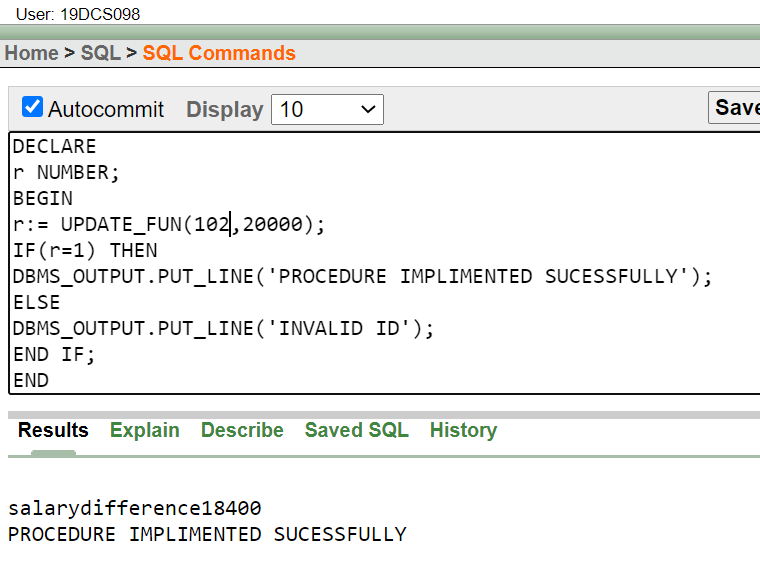 User: 19DCS098
Home > SQL > SQL Commands
Autocommit Display 10 Save
DECLARE
r NUMBER;
BEGIN
r:= UPDATE_FUN(102,20000);
IF(r=1) THEN
DBMS_OUTPUT.PUT_LINE('PROCEDURE IMPLIMENTED SUCESSFULLY');
ELSE
DBMS_OUTPUT.PUT_LINE('INVALID ID');
END IF;
END
Results Explain Describe Saved SQL History
salarydifference18400
PROCEDURE IMPLIMENTED SUCESSFULLY